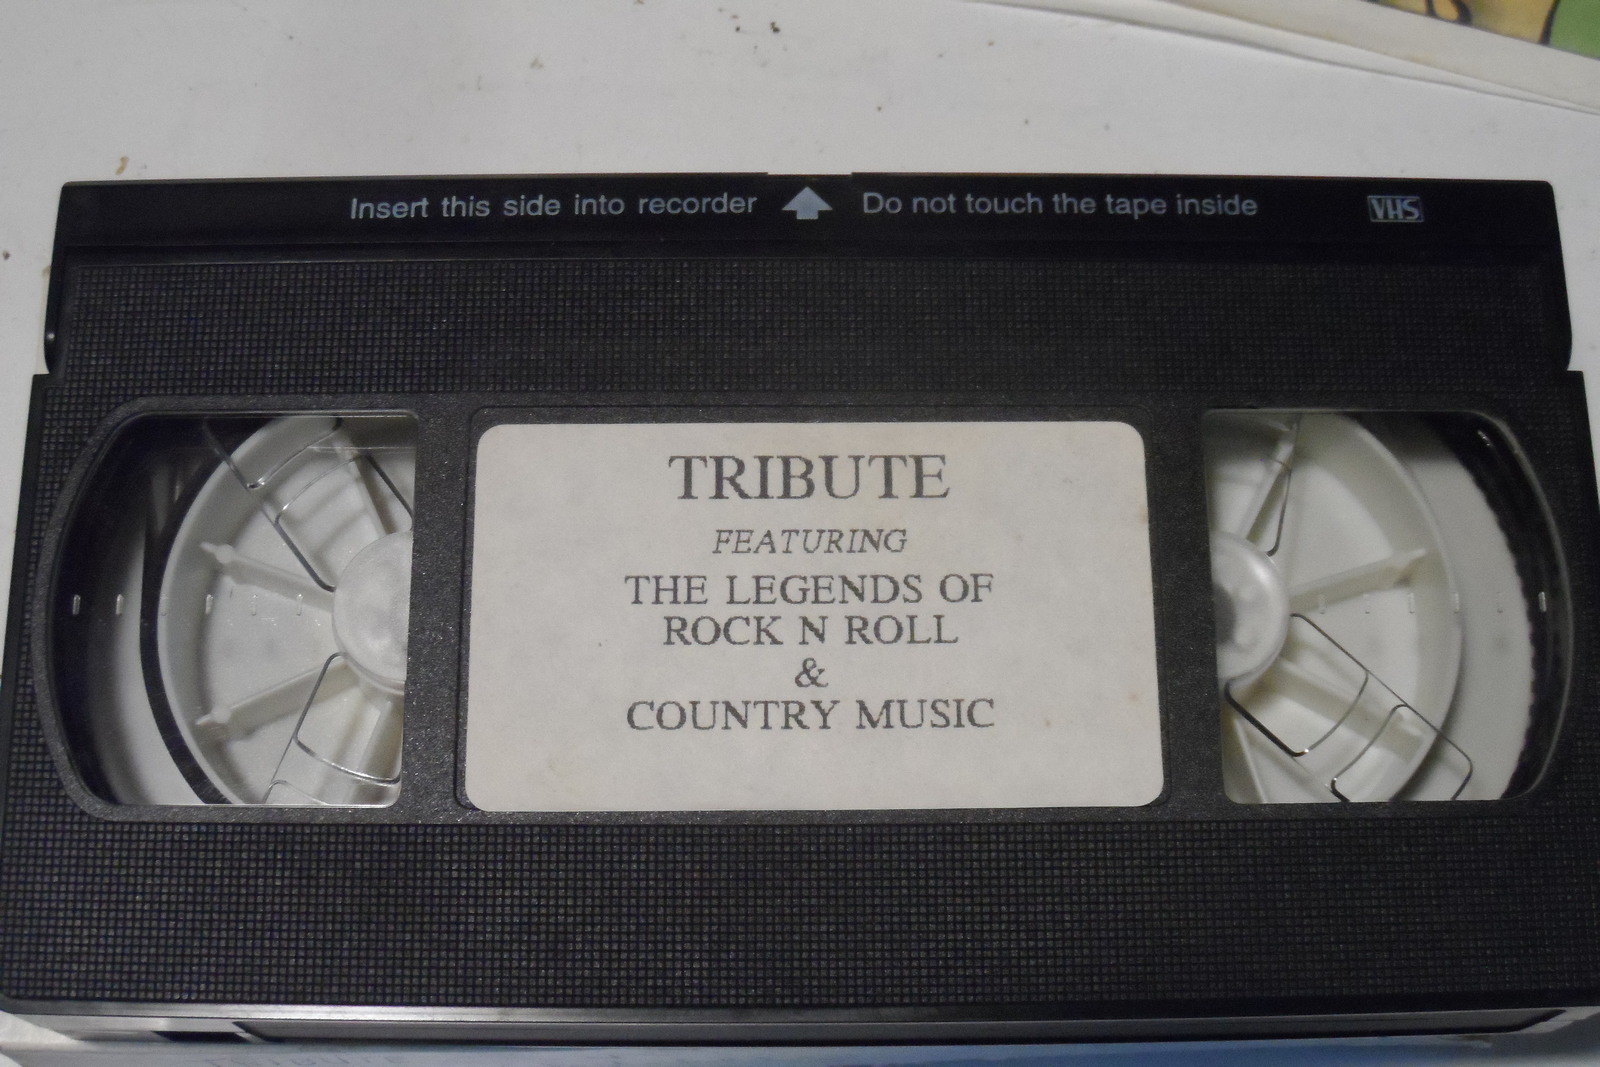 Insert this side into recorder Do not touch the tape inside VHS
TRIBUTE
FEATURING
THE LEGENDS OF
ROCK N ROLL
&
COUNTRY MUSIC